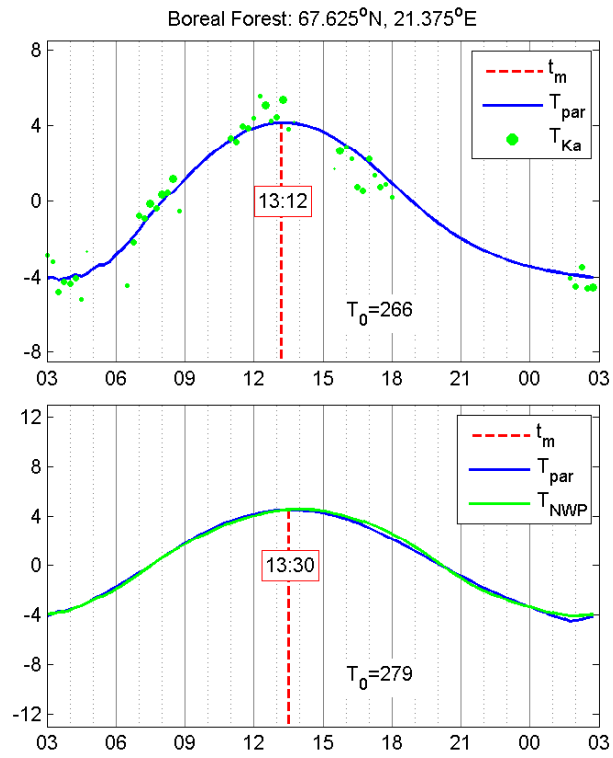 Boreal Forest: 67.625°N, 21.375°E
8
4
0
-4
-8
t_m
T_par
T_Ka
13:12
T_0=266
03 06 09 12 15 18 21 00 03
12
8
4
0
-4
-8
-12
t_m
T_par
T_NWP
13:30
T_0=279
03 06 09 12 15 18 21 00 03